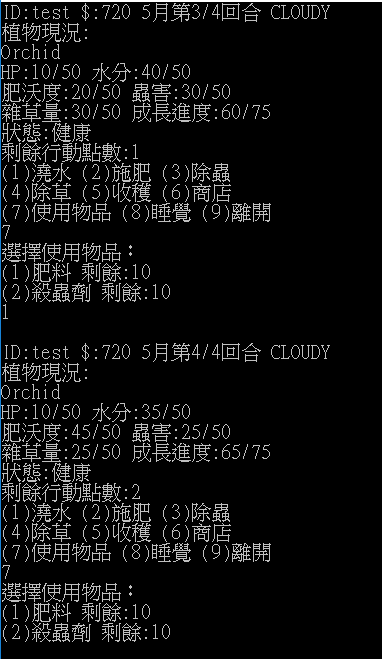 ID:test $:720 5月第3/4回合 CLOUDY
植物現況:
Orchid
HP:10/50 水分:40/50
肥沃度:20/50 蟲害:30/50
雜草量:30/50 成長進度:60/75
狀態:健康
剩餘行動點數:1
(1)澆水 (2)施肥 (3)除蟲
(4)除草 (5)收穫 (6)商店
(7)使用物品 (8)睡覺 (9)離開
7
選擇使用物品：
(1)肥料 剩餘:10
(2)殺蟲劑 剩餘:10
1
ID:test $:720 5月第4/4回合 CLOUDY
植物現況:
Orchid
HP:10/50 水分:35/50
肥沃度:45/50 蟲害:25/50
雜草量:25/50 成長進度:65/75
狀態:健康
剩餘行動點數:2
(1)澆水 (2)施肥 (3)除蟲
(4)除草 (5)收穫 (6)商店
(7)使用物品 (8)睡覺 (9)離開
7
選擇使用物品：
(1)肥料 剩餘:10
(2)殺蟲劑 剩餘:10